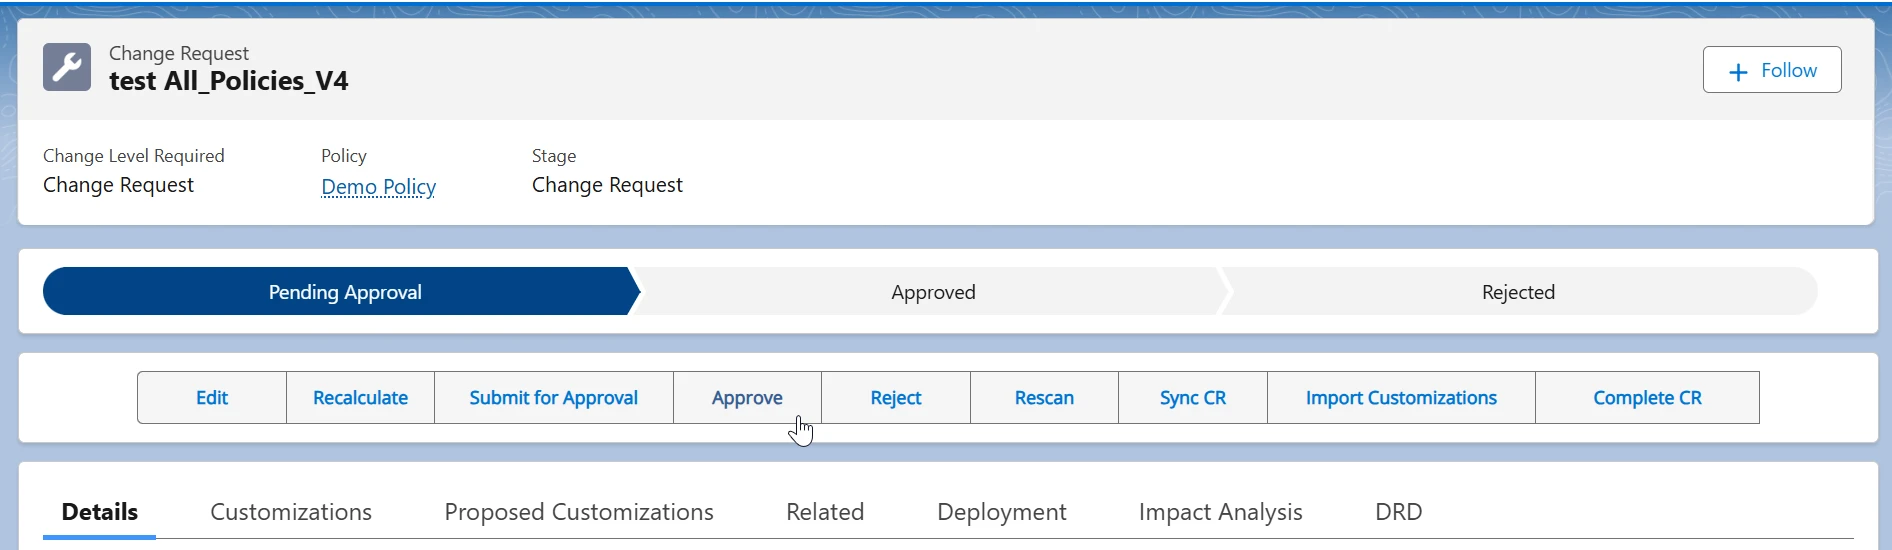 Change Request
test All_Policies_V4
+ Follow
Change Level Required
Policy
Stage
Change Request
Demo Policy
Change Request
Pending Approval
Approved
Rejected
Edit
Recalculate
Submit for Approval
Approve
Reject
Rescan
Sync CR
Import Customizations
Complete CR
Details
Customizations
Proposed Customizations
Related
Deployment
Impact Analysis
DRD